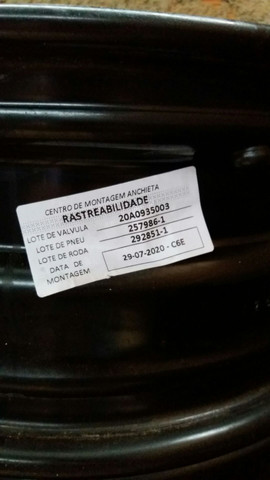 CENTRO DE MONTAGEM ANCHIETA
RASTREABILIDADE
LOTE DE VALVULA 20A0935003
LOTE DE PNEU 257986-1
LOTE DE RODA 292851-1
DATA DE MONTAGEM 29-07-2020 - C6E